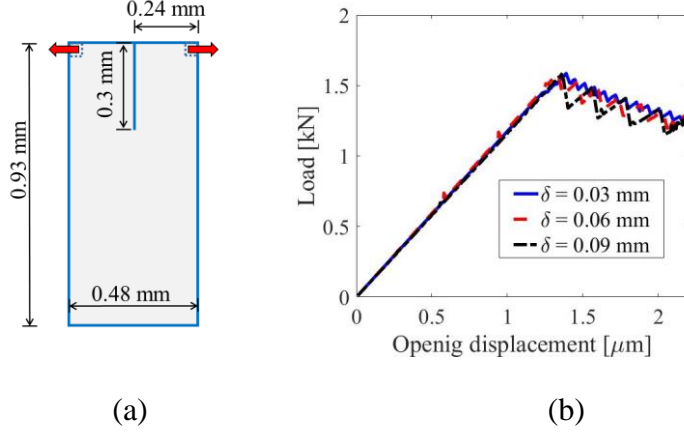 0.24 mm
0.3 mm
0.93 mm
0.48 mm
(a)
(b)
Load [kN]
2
1.5
1
0.5
0
δ = 0.03 mm
δ = 0.06 mm
δ = 0.09 mm
0 0.5 1 1.5 2
Openig displacement [μm]